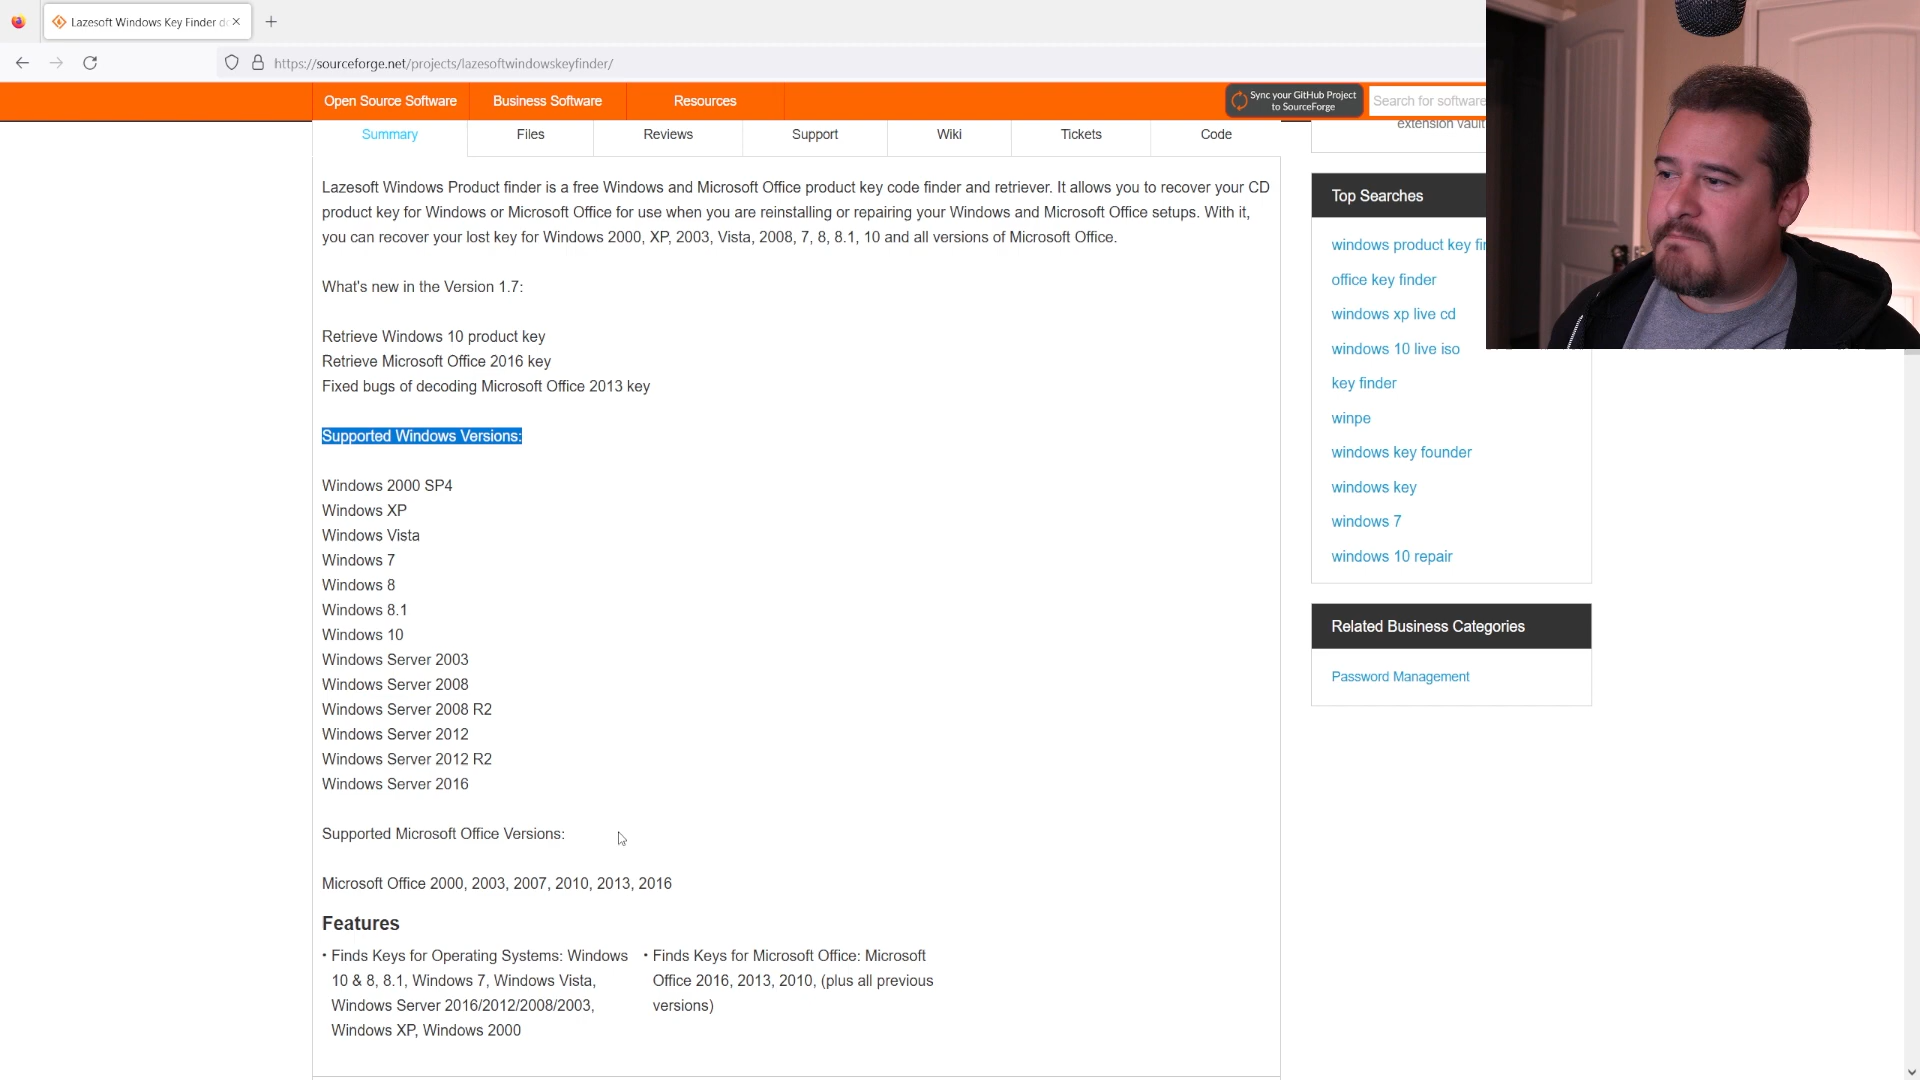 Lazesoft Windows Key Finder d
https://sourceforge.net/projects/lazesoftwindowskeyfinder/
Open Source Software
Business Software
Resources
Sync your GitHub Project
to SourceForge
Search for software
Summary
Files
Reviews
Support
Wiki
Tickets
Code
extension vault
Lazesoft Windows Product finder is a free Windows and Microsoft Office product key code finder and retriever. It allows you to recover your CD
product key for Windows or Microsoft Office for use when you are reinstalling or repairing your Windows and Microsoft Office setups. With it,
you can recover your lost key for Windows 2000, XP, 2003, Vista, 2008, 7, 8, 8.1, 10 and all versions of Microsoft Office.
What's new in the Version 1.7:
Retrieve Windows 10 product key
Retrieve Microsoft Office 2016 key
Fixed bugs of decoding Microsoft Office 2013 key
Supported Windows Versions:
Windows 2000 SP4
Windows XP
Windows Vista
Windows 7
Windows 8
Windows 8.1
Windows 10
Windows Server 2003
Windows Server 2008
Windows Server 2008 R2
Windows Server 2012
Windows Server 2012 R2
Windows Server 2016
Supported Microsoft Office Versions:
Microsoft Office 2000, 2003, 2007, 2010, 2013, 2016
Features
• Finds Keys for Operating Systems: Windows
10 & 8, 8.1, Windows 7, Windows Vista,
Windows Server 2016/2012/2008/2003,
Windows XP, Windows 2000
• Finds Keys for Microsoft Office: Microsoft
Office 2016, 2013, 2010, (plus all previous
versions)
Top Searches
windows product key fi
office key finder
windows xp live cd
windows 10 live iso
key finder
winpe
windows key founder
windows key
windows 7
windows 10 repair
Related Business Categories
Password Management